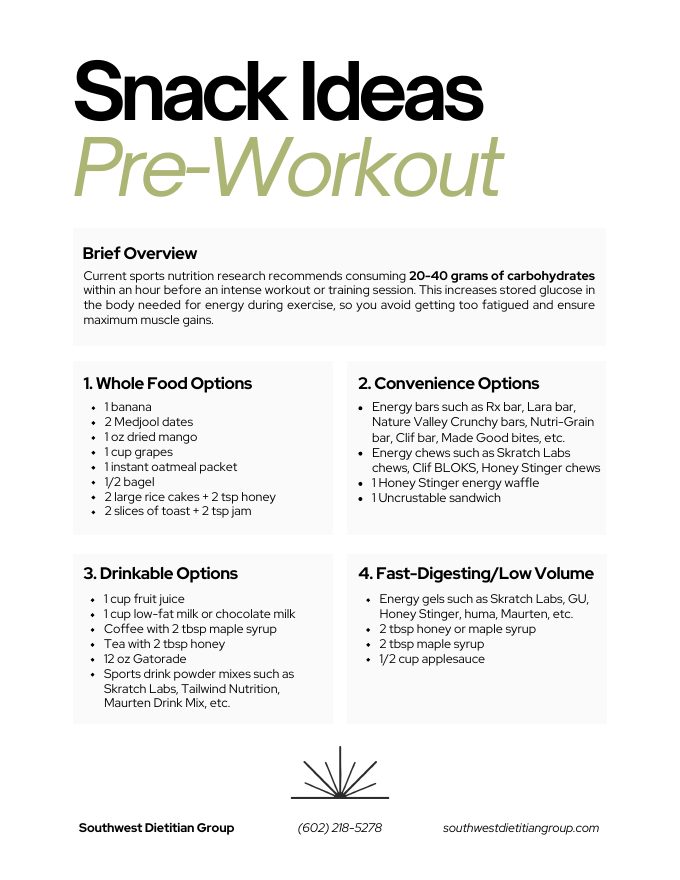 Snack Ideas
Pre-Workout
Brief Overview
Current sports nutrition research recommends consuming 20-40 grams of carbohydrates
within an hour before an intense workout or training session. This increases stored glucose in
the body needed for energy during exercise, so you avoid getting too fatigued and ensure
maximum muscle gains.
1. Whole Food Options
• 1 banana
• 2 Medjool dates
• 1 oz dried mango
• 1 cup grapes
• 1 instant oatmeal packet
• 1/2 bagel
• 2 large rice cakes + 2 tsp honey
• 2 slices of toast + 2 tsp jam
2. Convenience Options
• Energy bars such as Rx bar, Lara bar,
Nature Valley Crunchy bars, Nutri-Grain
bar, Clif bar, Made Good bites, etc.
• Energy chews such as Skratch Labs
chews, Clif BLOKS, Honey Stinger chews
• 1 Honey Stinger energy waffle
• 1 Uncrustable sandwich
3. Drinkable Options
• 1 cup fruit juice
• 1 cup low-fat milk or chocolate milk
• Coffee with 2 tbsp maple syrup
• Tea with 2 tbsp honey
• 12 oz Gatorade
• Sports drink powder mixes such as
Skratch Labs, Tailwind Nutrition,
Maurten Drink Mix, etc.
4. Fast-Digesting/Low Volume
• Energy gels such as Skratch Labs, GU,
Honey Stinger, huma, Maurten, etc.
• 2 tbsp honey or maple syrup
• 2 tbsp maple syrup
• 1/2 cup applesauce
Southwest Dietitian Group
(602) 218-5278
southwestdietitiangroup.com